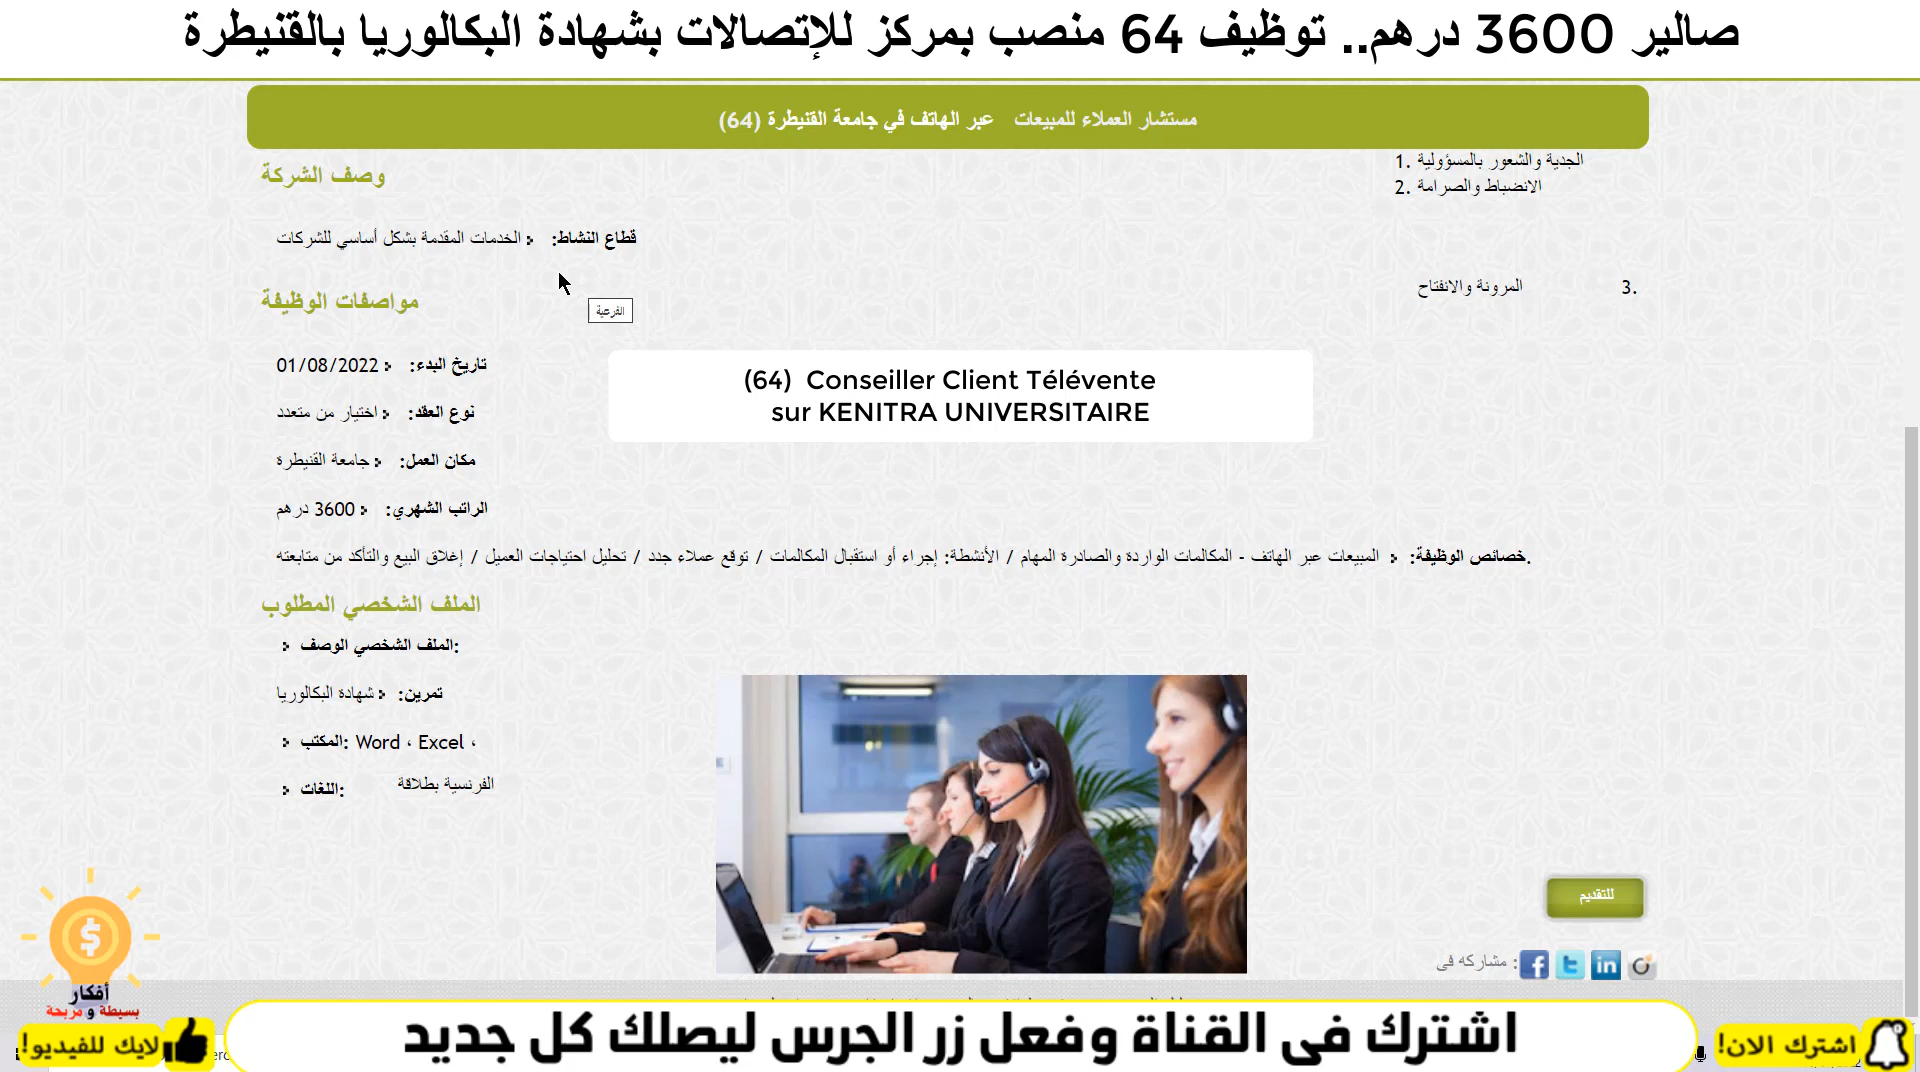 صالير 3600 درهم.. توظيف 64 منصب بمركز للإتصالات بشهادة البكالوريا بالقنيطرة
مستشار العملاء للمبيعات عبر الهاتف في جامعة القنيطرة (64)
1. الجدية والشعور بالمسؤولية
2. الانضباط والصرامة
3. المرونة والانفتاح
وصف الشركة
قطاع النشاط: الخدمات المقدمة بشكل أساسي للشركات
مواصفات الوظيفة
الفرعية
تاريخ البدء: 01/08/2022
(64) Conseiller Client Télévente
sur KENITRA UNIVERSITAIRE
نوع العقد: اختيار من متعدد
مكان العمل: جامعة القنيطرة
الراتب الشهري: 3600 درهم
خصائص الوظيفة: المبيعات عبر الهاتف - المكالمات الواردة والصادرة المهام / الأنشطة: إجراء أو استقبال المكالمات / توقع عملاء جدد / تحليل احتياجات العميل / إغلاق البيع والتأكد من متابعته.
الملف الشخصي المطلوب
الملف الشخصي الوصف:
تمرين: شهادة البكالوريا
المكتب: Word ، Excel ،
اللغات: الفرنسية بطلاقة
للتقديم
مشاركه فى :
أفكار
بسيطة و مربحة
لايك للفيديو!
اشترك فى القناة وفعل زر الجرس ليصلك كل جديد
اشترك الان!